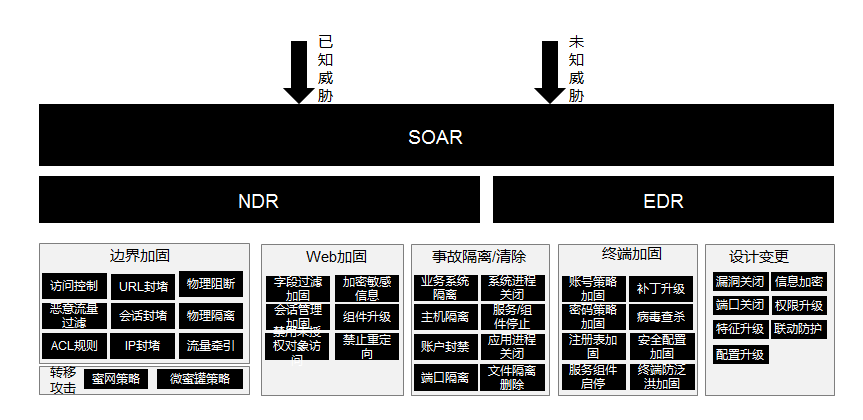 已
知
威
胁
未
知
威
胁
SOAR
NDR
EDR
边界加固
访问控制
URL封堵
物理阻断
恶意流量
过滤
会话封堵
物理隔离
ACL规则
IP封堵
流量牵引
转移
攻击
蜜网策略
微蜜罐策略
Web加固
字段过滤
加固
加密敏感
信息
会话管理
加固
组件升级
禁用未授
权对象访
问
禁止重定
向
事故隔离/清除
业务系统
隔离
系统进程
关闭
主机隔离
服务/组
件停止
账户封禁
应用进程
关闭
端口隔离
文件隔离
删除
终端加固
账号策略
加固
补丁升级
密码策略
加固
病毒查杀
注册表加
固
安全配置
加固
服务组件
启停
终端防泛
洪加固
设计变更
漏洞关闭
信息加密
端口关闭
权限升级
特征升级
联动防护
配置升级